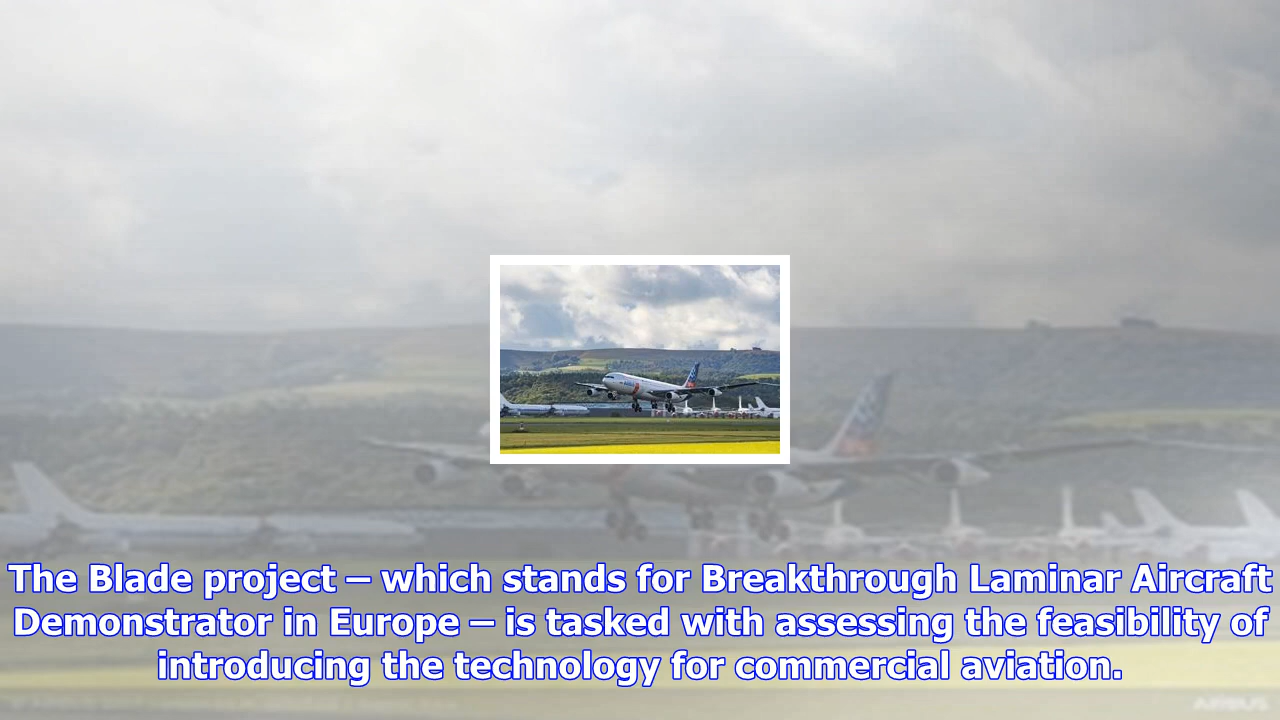 The Blade project – which stands for Breakthrough Laminar Aircraft
Demonstrator in Europe – is tasked with assessing the feasibility of
introducing the technology for commercial aviation.
AIRBUS